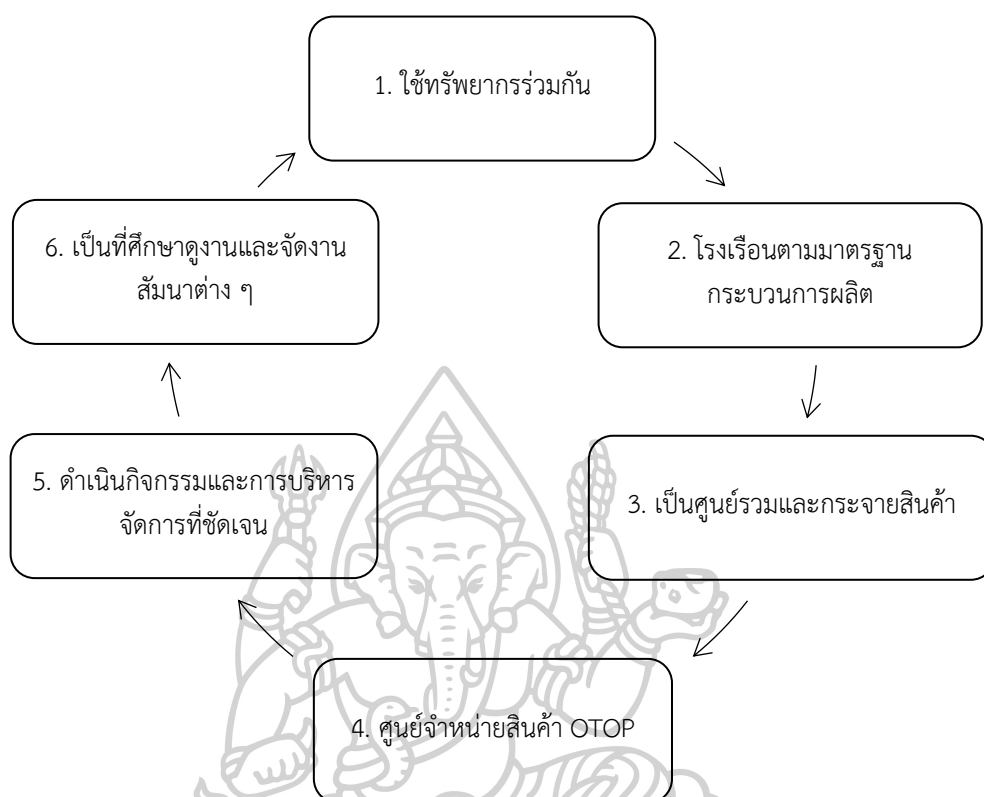 1. ใช้ทรัพยากรร่วมกัน
2. โรงเรือนตามมาตรฐาน
กระบวนการผลิต
3. เป็นศูนย์รวมและกระจายสินค้า
4. ศูนย์จำหน่ายสินค้า OTOP
5. ดำเนินกิจกรรมและการบริหาร
จัดการที่ชัดเจน
6. เป็นที่ศึกษาดูงานและจัดงาน
สัมนาต่าง ๆ